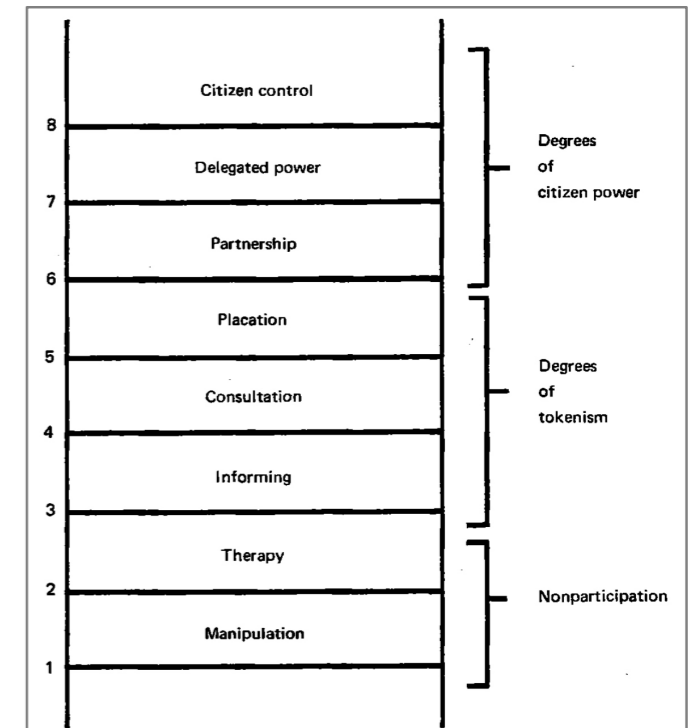 Citizen control
8
Delegated power
7
Partnership
6
Placation
5
Consultation
4
Informing
3
Therapy
2
Manipulation
1
Degrees
of
citizen power
Degrees
of
tokenism
Nonparticipation